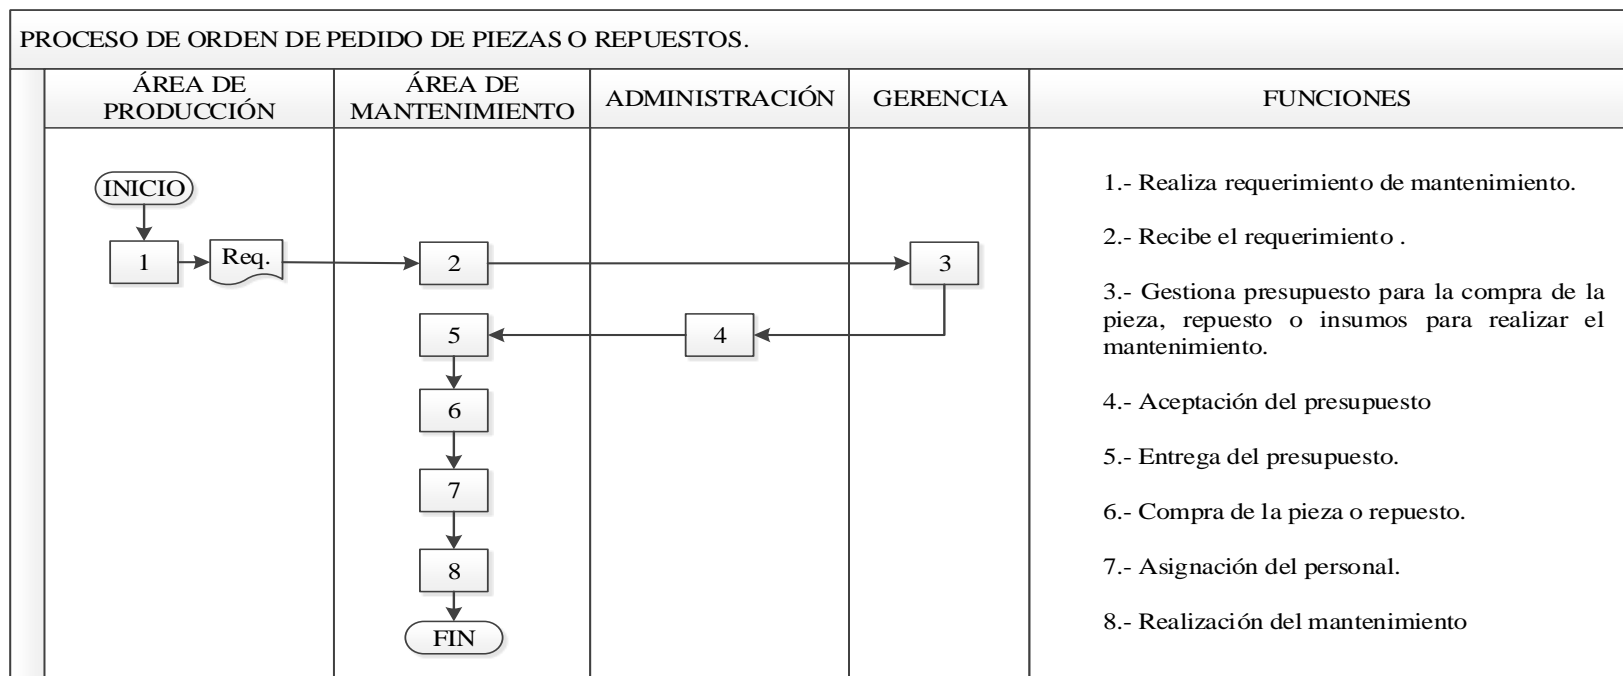 PROCESO DE ORDEN DE PEDIDO DE PIEZAS O REPUESTOS.
ÁREA DE
PRODUCCIÓN
ÁREA DE
MANTENIMIENTO
ADMINISTRACIÓN
GERENCIA
FUNCIONES
INICIO
1
Req.
2
3
5
4
6
7
8
FIN
1.- Realiza requerimiento de mantenimiento.
2.- Recibe el requerimiento .
3.- Gestiona presupuesto para la compra de la
pieza, repuesto o insumos para realizar el
mantenimiento.
4.- Aceptación del presupuesto
5.- Entrega del presupuesto.
6.- Compra de la pieza o repuesto.
7.- Asignación del personal.
8.- Realización del mantenimiento